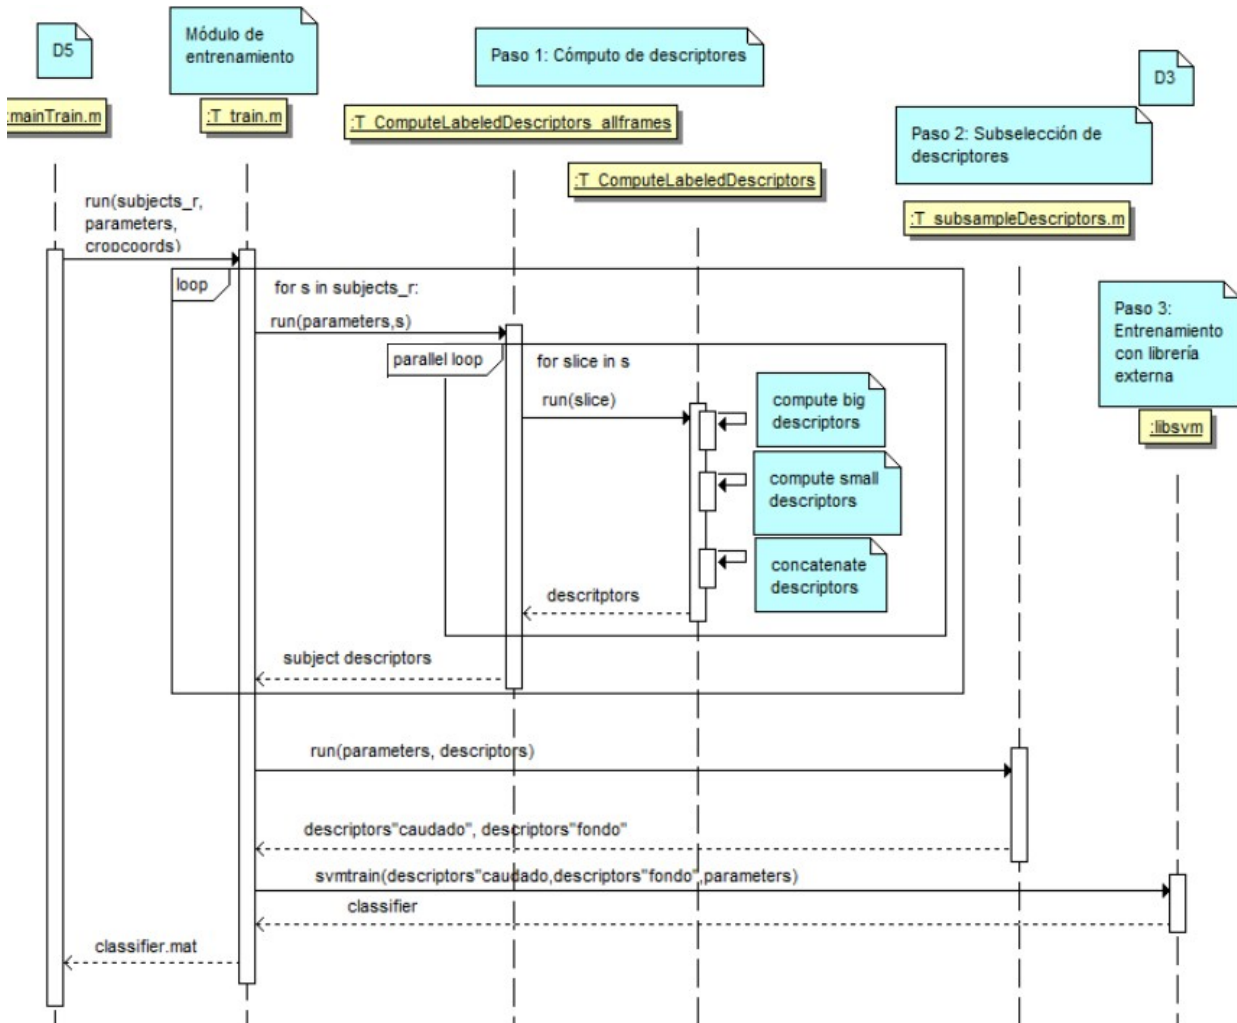 D5
Módulo de
entrenamiento
Paso 1: Cómputo de descriptores
D3
:mainTrain.m
:T_train.m
:T_ComputeLabeledDescriptors_allframes
Paso 2: Subselección de
descriptores
:T_ComputeLabeledDescriptors
:T_subsampleDescriptors.m
run(subjects_r,
parameters,
cropcoords)
loop
for s in subjects_r:
run(parameters,s)
Paso 3:
Entrenamiento
con librería
externa
:libsvm
parallel loop
for slice in s
run(slice)
compute big
descriptors
compute small
descriptors
concatenate
descriptors
descritptors
subject descriptors
run(parameters, descriptors)
descriptors"caudado", descriptors"fondo"
svmtrain(descriptors"caudado,descriptors"fondo",parameters)
classifier
classifier.mat